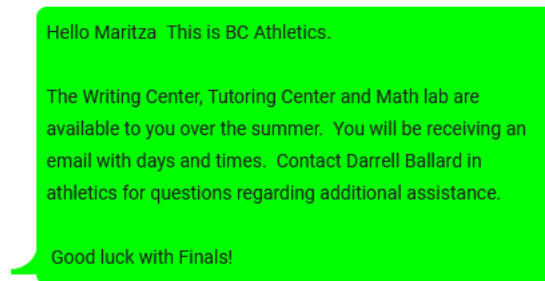 Hello Maritza  This is BC Athletics.
The Writing Center, Tutoring Center and Math lab are
available to you over the summer.  You will be receiving an
email with days and times.  Contact Darrell Ballard in
athletics for questions regarding additional assistance.
Good luck with Finals!